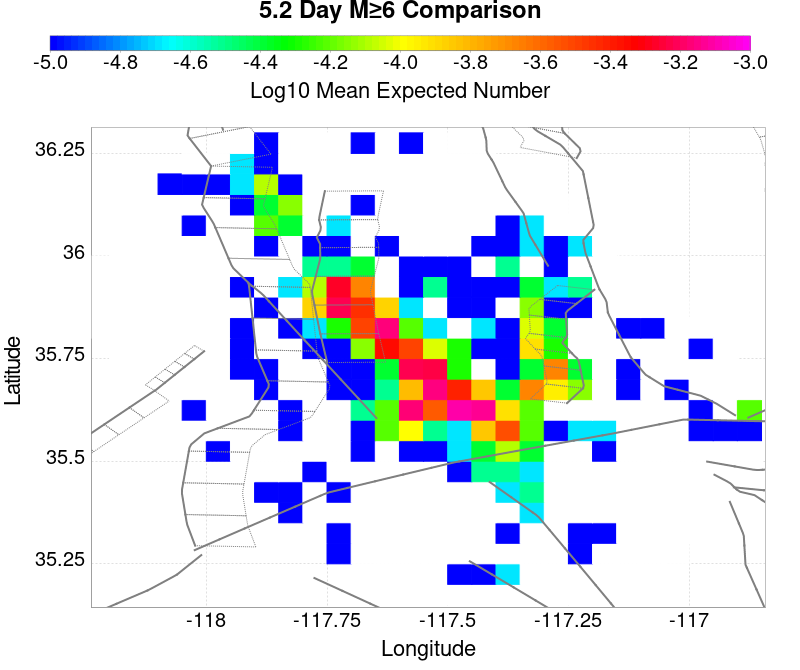 5.2 Day M≥6 Comparison
-5.0 -4.8 -4.6 -4.4 -4.2 -4.0 -3.8 -3.6 -3.4 -3.2 -3.0
Log10 Mean Expected Number
36.25
36
35.75
35.5
35.25
Latitude
-118 -117.75 -117.5 -117.25 -117
Longitude